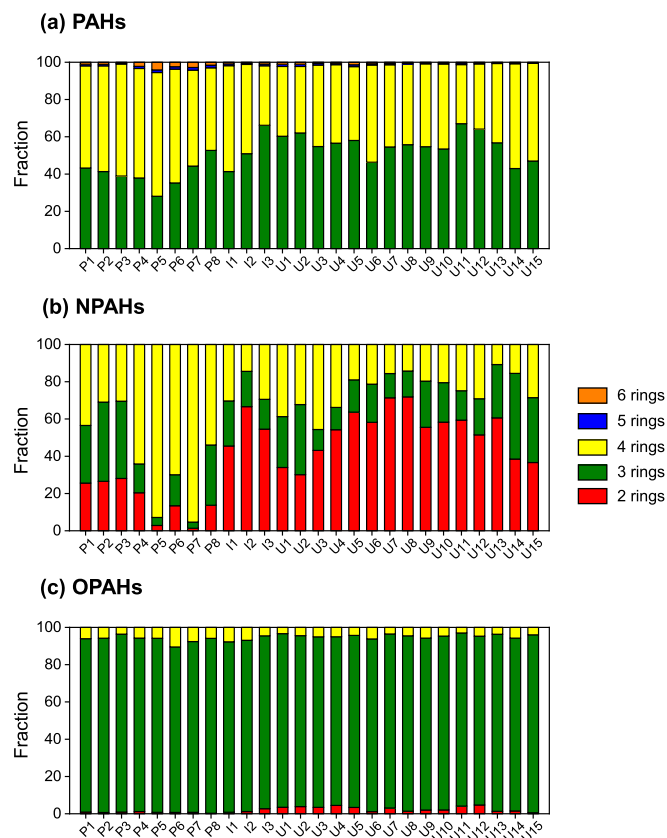 (a) PAHs
100
80
60
40
20
0
Fraction
P1 P2 P3 P4 P5 P6 P7 P8 I1 I2 I3 U1 U2 U3 U4 U5 U6 U7 U8 U9 U10 U11 U12 U13 U14 U15
(b) NPAHs
100
80
60
40
20
0
Fraction
P1 P2 P3 P4 P5 P6 P7 P8 I1 I2 I3 U1 U2 U3 U4 U5 U6 U7 U8 U9 U10 U11 U12 U13 U14 U15
6 rings
5 rings
4 rings
3 rings
2 rings
(c) OPAHs
100
80
60
40
20
0
Fraction
P1 P2 P3 P4 P5 P6 P7 P8 I1 I2 I3 U1 U2 U3 U4 U5 U6 U7 U8 U9 U10 U11 U12 U13 U14 U15